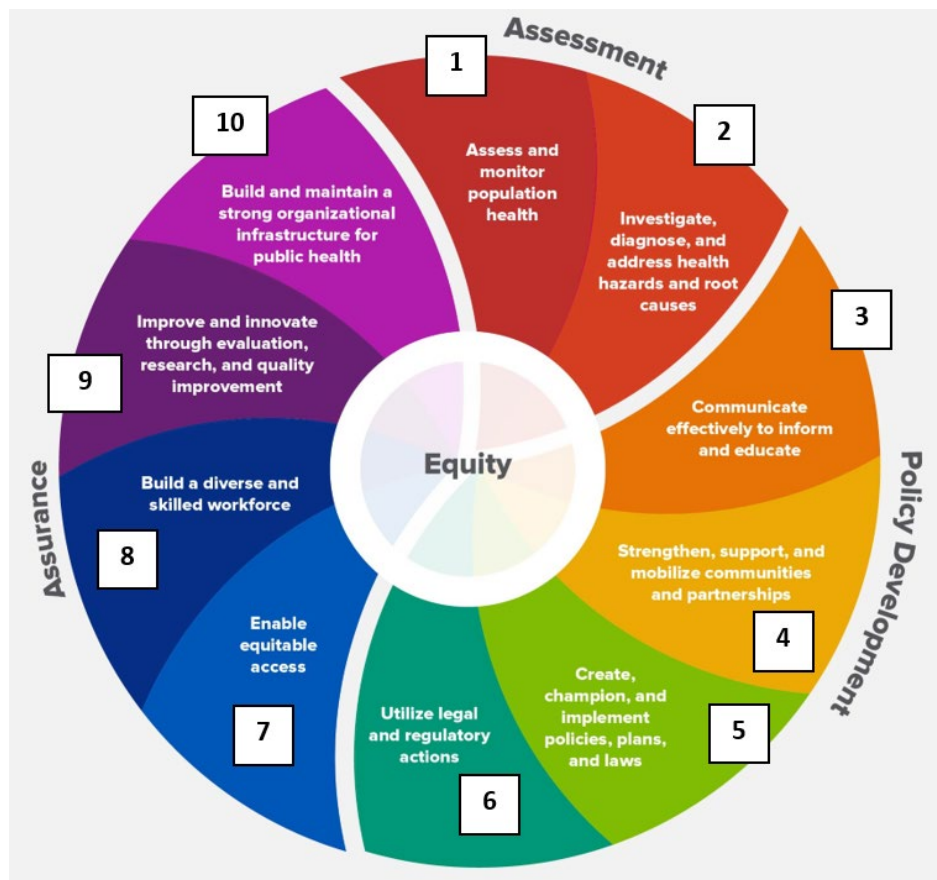 Assessment
1
Assess and
monitor
population
health
2
Investigate,
diagnose, and
address health
hazards and root
causes
Policy Development
3
Communicate
effectively to inform
and educate
Strengthen, support, and
mobilize communities
and partnerships
4
Create,
champion, and
implement
policies, plans,
and laws
5
Utilize legal
and regulatory
actions
6
Assurance
Enable
equitable
access
7
Build a diverse and
skilled workforce
8
Improve and innovate
through evaluation,
research, and quality
improvement
9
10
Build and maintain a
strong organizational
infrastructure for
public health
Equity